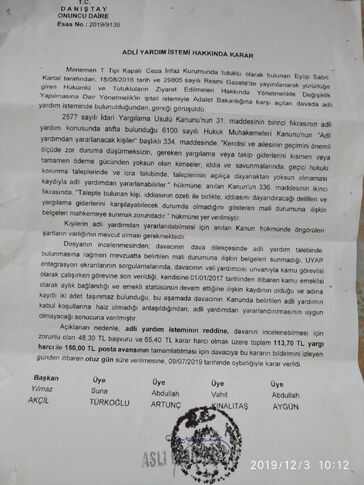 T.C.
DANIŞTAY
ONUNCU DAİRE
Esas No : 2019/9135
ADLİ YARDIM İSTEMİ HAKKINDA KARAR
Menemen T Tipi Kapalı Ceza İnfaz Kurumunda tutuklu olarak bulunan Eyüp Sabri
Kartal tarafından, 18/08/2016 tarih ve 29805 sayılı Resmi Gazete'de yayımlanarak yürürlüğe
giren Hükümlü ve Tutukluların Ziyaret Edilmeleri Hakkında Yönetmelikte Değişiklik
Yapılmasına Dair Yönetmelik'in iptali istemiyle Adalet Bakanlığına karşı açılan davada adli
yardım isteminde bulunulduğundan, gereği görüşüldü:
2577 sayılı İdari Yargılama Usulü Kanunu'nun 31. maddesinin birinci fıkrasının adli
yardım konusunda atıfta bulunduğu 6100 sayılı Hukuk Muhakemeleri Kanunu'nun "Adli
yardımdan yararlanacak kişiler" başlıklı 334. maddesinde, "Kendisi ve ailesinin geçimini önemli
ölçüde zor duruma düşürmeksizin, gereken yargılama veya takip giderlerini kısmen veya
tamamen ödeme gücünden yoksun olan kimseler, iddia ve savunmalarında, geçici hukuki
korunma taleplerinde ve icra takibinde, taleplerinin açıkça dayanaktan yoksun olmaması
kaydıyla adli yardımdan yararlanabilirler." hükmüne; anılan Kanun'un 336. maddesinin ikinci
fıkrasında, "Talepte bulunan kişi, iddiasının özeti ile birlikte, iddiasını dayandıracağı delilleri ve
yargılama giderlerini karşılayabilecek durumda olmadığını gösteren mali durumuna ilişkin
belgeleri mahkemeye sunmak zorundadır." hükmüne yer verilmiştir.
Kişilerin adli yardımdan yararlanabilmesi için anılan Kanun hükmünde öngörülen
şartların varlığının mevcut olması gerekmektedir.
Dosyanın incelenmesinden; davacının dava dilekçesinde adli yardım talebinde
bulunmasına rağmen mevzuatta belirtilen mali durumuna ilişkin belgeleri sunmadığı, UYAP
entegrasyon ekranlarının sorgulamalarında, davacının vali yardımcısı unvanıyla kamu görevlisi
olarak çalışırken görevine son verildiği, kendisine 01/01/2017 tarihinden itibaren kamu emeklisi
olarak aylık bağlandığı ve emekli statüsünün devam ettiğine ilişkin kaydının olduğu ve adına
kayıtlı iki adet taşınmaz bulunduğu, bu aşamada davacının Kanunda belirtilen adli yardımın
kabul koşullarına haiz olmadığı anlaşıldığından; adli yardımdan yararlandırılmasının uygun
olmayacağı sonucuna varılmıştır.
Açıklanan nedenle, adli yardım isteminin reddine, davanın incelenebilmesi için
zorunlu olan 48,30 TL başvuru ve 65,40 TL karar harcı olmak üzere toplam 113,70 TL yargı
harcı ile 150,00 TL posta avansının tamamlatılması için davacıya bu kararın bildirimini izleyen
günden itibaren otuz gün süre verilmesine, 09/07/2019 tarihinde oybirliğiyle karar verildi.
Başkan Üye Üye Üye Üye
Yılmaz Suna Abdullah Vahit Abdullah
AKÇİL TÜRKOĞLU ARTUNÇ KINALITAŞ AYGÜN
ASLI
2019/12/3 10:12